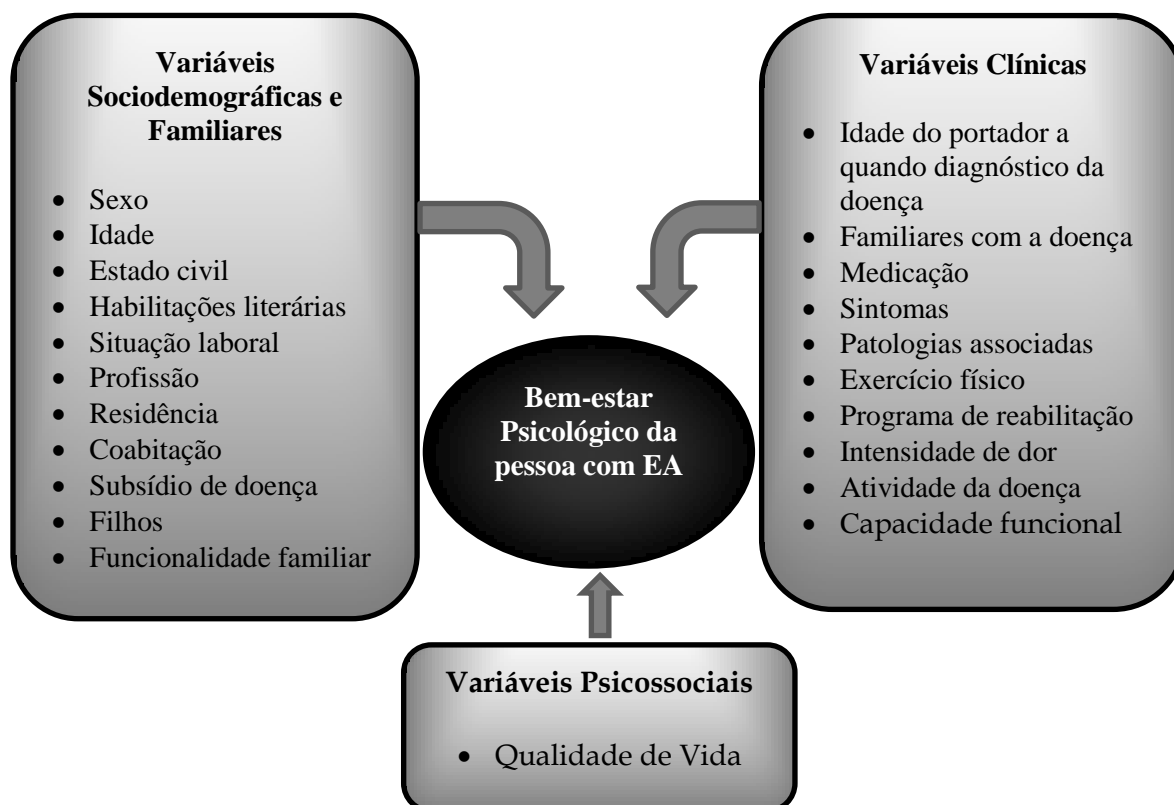 Variáveis
Sociodemográficas e
Familiares
• Sexo
• Idade
• Estado civil
• Habilitações literárias
• Situação laboral
• Profissão
• Residência
• Coabitação
• Subsídio de doença
• Filhos
• Funcionalidade familiar
Variáveis Clínicas
• Idade do portador a
quando diagnóstico da
doença
• Familiares com a doença
• Medicação
• Sintomas
• Patologias associadas
• Exercício físico
• Programa de reabilitação
• Intensidade de dor
• Atividade da doença
• Capacidade funcional
Bem-estar
Psicológico da
pessoa com EA
Variáveis Psicossociais
• Qualidade de Vida